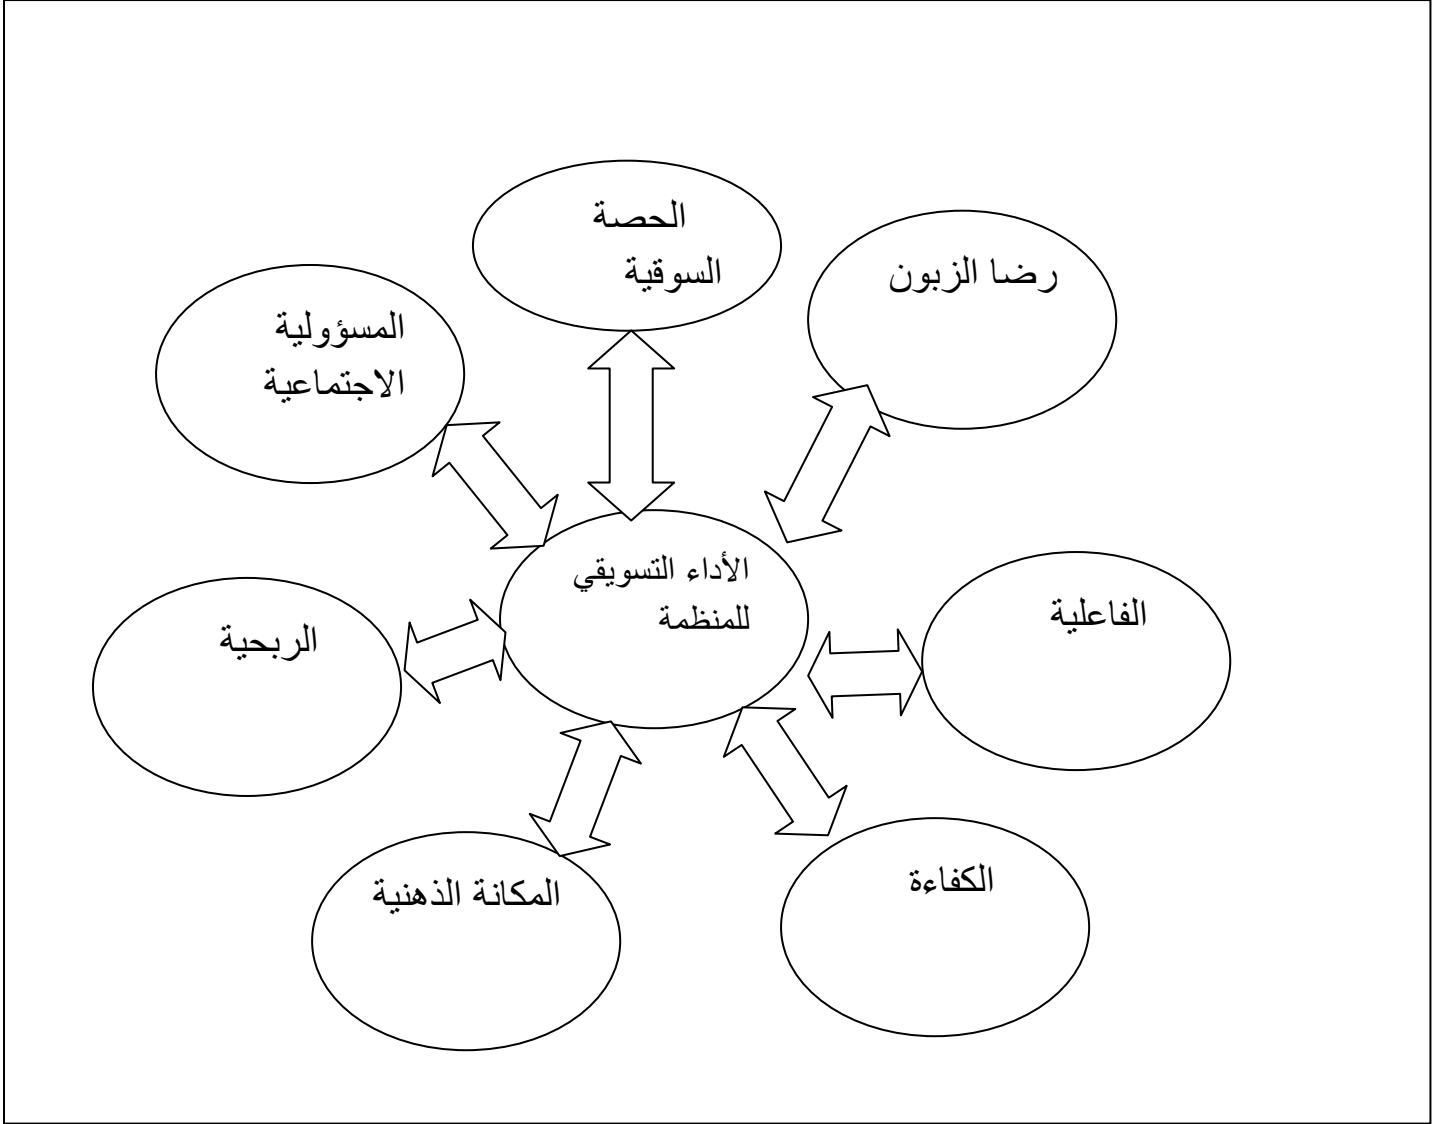 الحصة
السوقية
رضا الزبون
المسؤولية
الاجتماعية
الأداء التسويقي
للمنظمة
الفاعلية
الربحية
الكفاءة
المكانة الذهنية